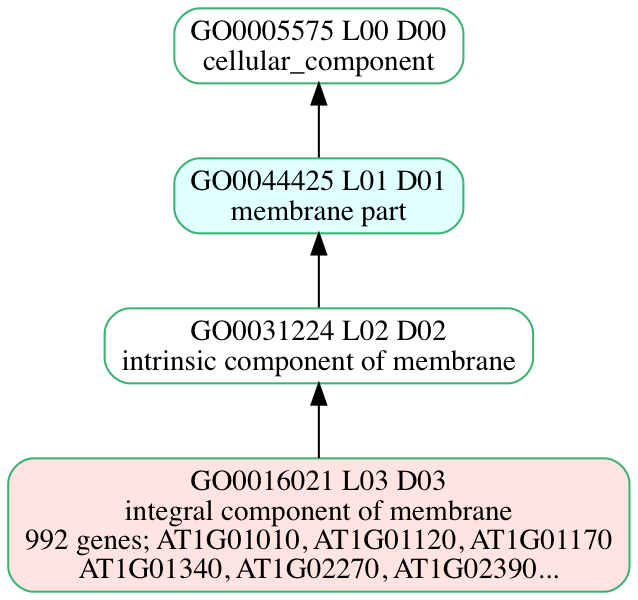 GO0005575 L00 D00
cellular_component
GO0044425 L01 D01
membrane part
GO0031224 L02 D02
intrinsic component of membrane
GO0016021 L03 D03
integral component of membrane
992 genes; AT1G01010, AT1G01120, AT1G01170
AT1G01340, AT1G02270, AT1G02390...